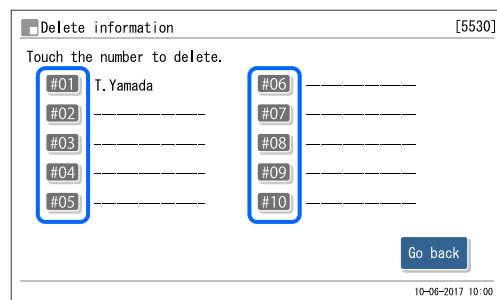 Delete information [5530]
Touch the number to delete.
#01 T.Yamada
#02 ----------
#03 ----------
#04 ----------
#05 ----------
#06 ----------
#07 ----------
#08 ----------
#09 ----------
#10 ----------
Go back
10-06-2017 10:00